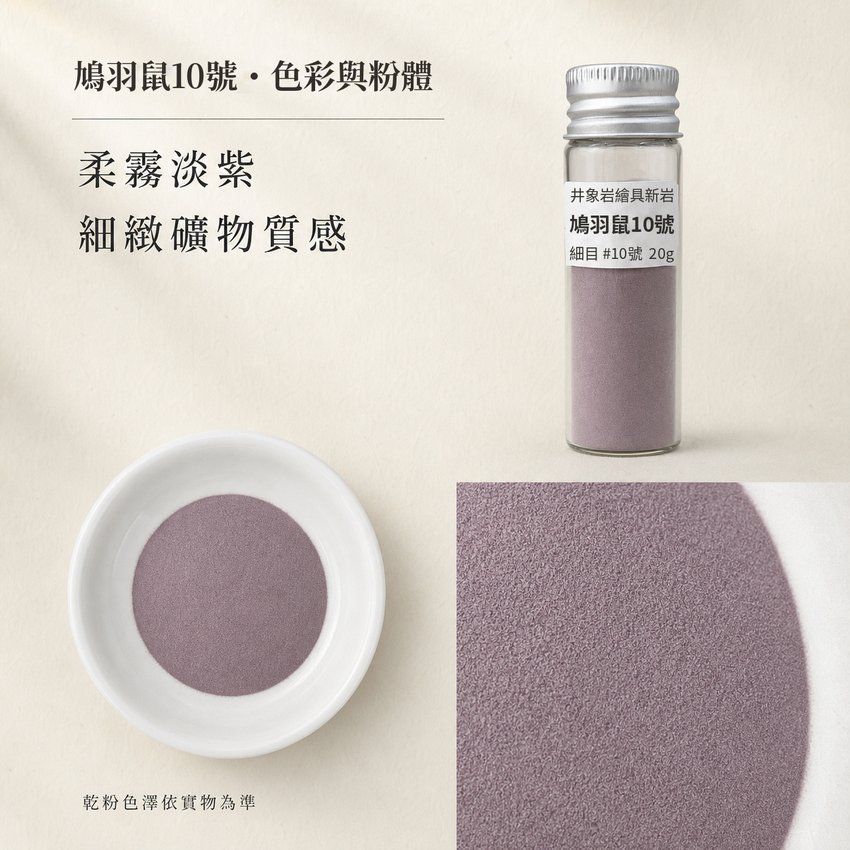 鳩羽鼠10號・色彩與粉體
柔霧淡紫
細緻礦物質感
井象岩繪具新岩
鳩羽鼠10號
細目 #10號 20g
乾粉色澤依實物為準